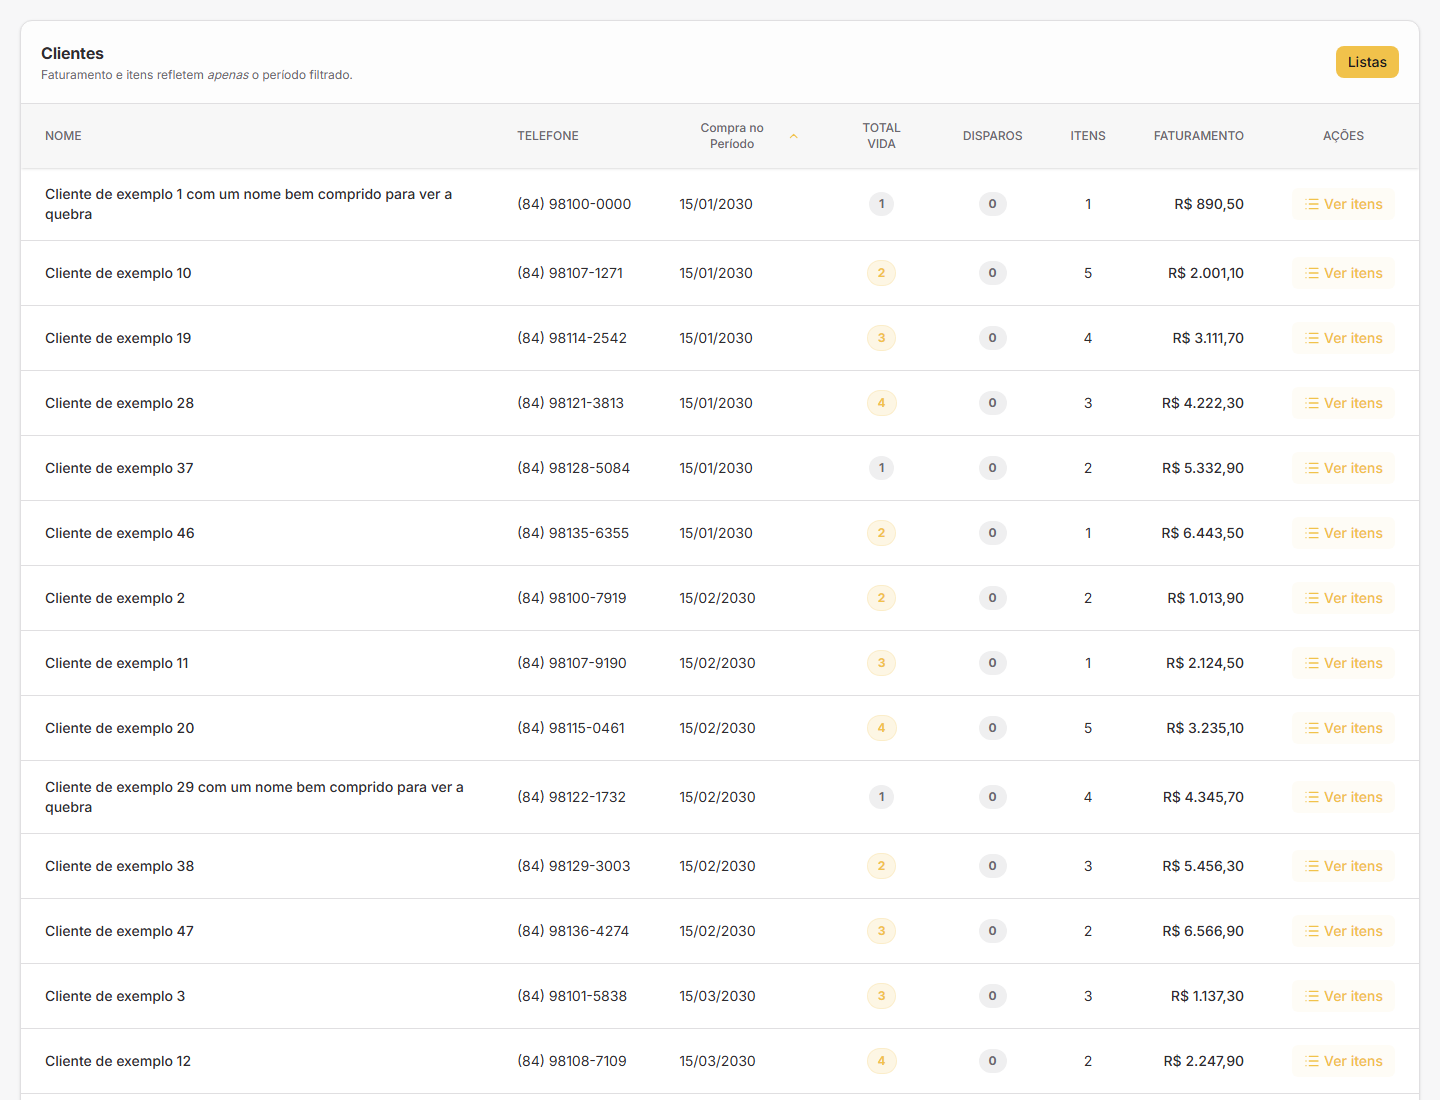 Clientes
Faturamento e itens refletem apenas o período filtrado.
Listas
NOME TELEFONE Compra no Período TOTAL VIDA DISPAROS ITENS FATURAMENTO AÇÕES
Cliente de exemplo 1 com um nome bem comprido para ver a
quebra
(84) 98100-0000 15/01/2030 1 0 1 R$ 890,50 Ver itens
Cliente de exemplo 10 (84) 98107-1271 15/01/2030 2 0 5 R$ 2.001,10 Ver itens
Cliente de exemplo 19 (84) 98114-2542 15/01/2030 3 0 4 R$ 3.111,70 Ver itens
Cliente de exemplo 28 (84) 98121-3813 15/01/2030 4 0 3 R$ 4.222,30 Ver itens
Cliente de exemplo 37 (84) 98128-5084 15/01/2030 1 0 2 R$ 5.332,90 Ver itens
Cliente de exemplo 46 (84) 98135-6355 15/01/2030 2 0 1 R$ 6.443,50 Ver itens
Cliente de exemplo 2 (84) 98100-7919 15/02/2030 2 0 2 R$ 1.013,90 Ver itens
Cliente de exemplo 11 (84) 98107-9190 15/02/2030 3 0 1 R$ 2.124,50 Ver itens
Cliente de exemplo 20 (84) 98115-0461 15/02/2030 4 0 5 R$ 3.235,10 Ver itens
Cliente de exemplo 29 com um nome bem comprido para ver a
quebra
(84) 98122-1732 15/02/2030 1 0 4 R$ 4.345,70 Ver itens
Cliente de exemplo 38 (84) 98129-3003 15/02/2030 2 0 3 R$ 5.456,30 Ver itens
Cliente de exemplo 47 (84) 98136-4274 15/02/2030 3 0 2 R$ 6.566,90 Ver itens
Cliente de exemplo 3 (84) 98101-5838 15/03/2030 3 0 3 R$ 1.137,30 Ver itens
Cliente de exemplo 12 (84) 98108-7109 15/03/2030 4 0 2 R$ 2.247,90 Ver itens